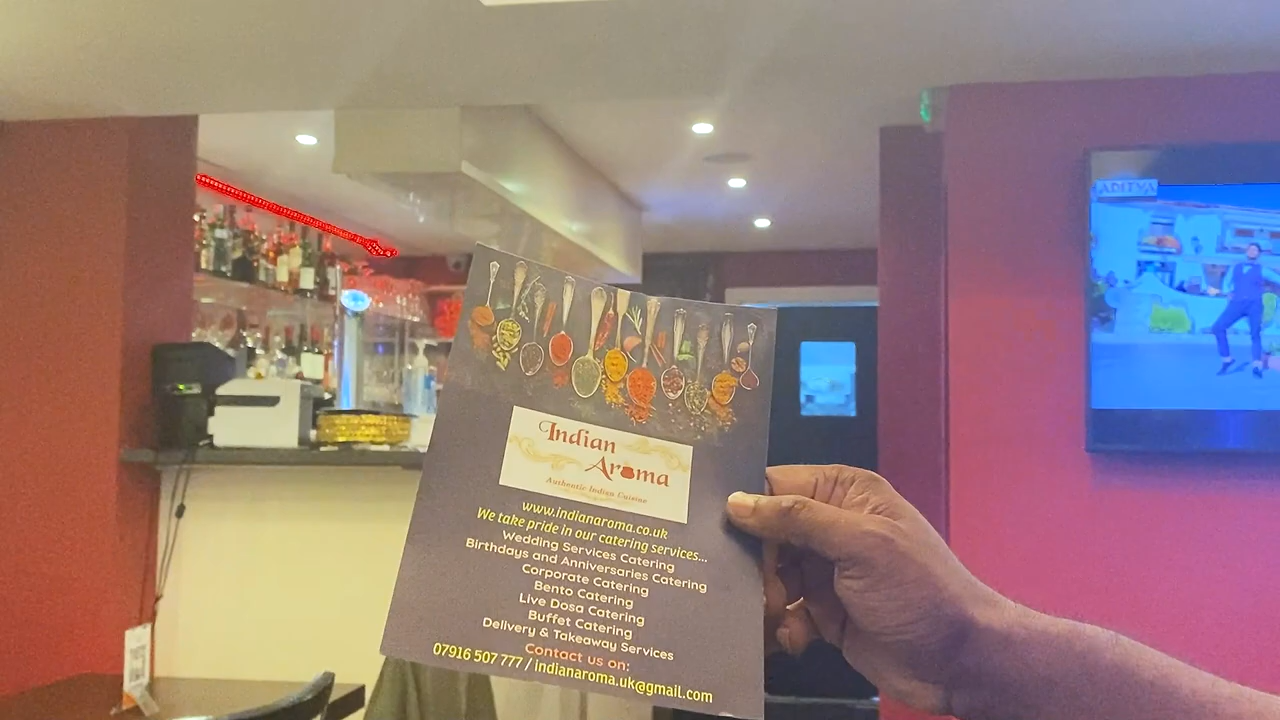 ADITYA
Indian
Aroma
Authentic Indian Cuisine
www.indianaroma.co.uk
We take pride in our catering services...
Wedding Services Catering
Birthdays and Anniversaries Catering
Corporate Catering
Bento Catering
Live Dosa Catering
Buffet Catering
Delivery & Takeaway Services
Contact us on:
07916 507 777 / indianaroma.uk@gmail.com